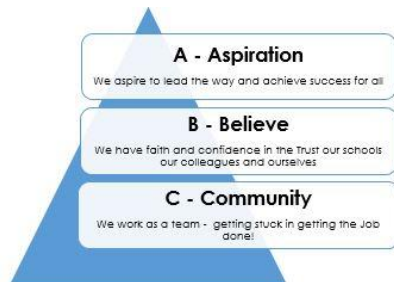 A - Aspiration
We aspire to lead the way and achieve success for all
B - Believe
We have faith and confidence in the Trust our schools
our colleagues and ourselves
C - Community
We work as a team - getting stuck in getting the Job
done!